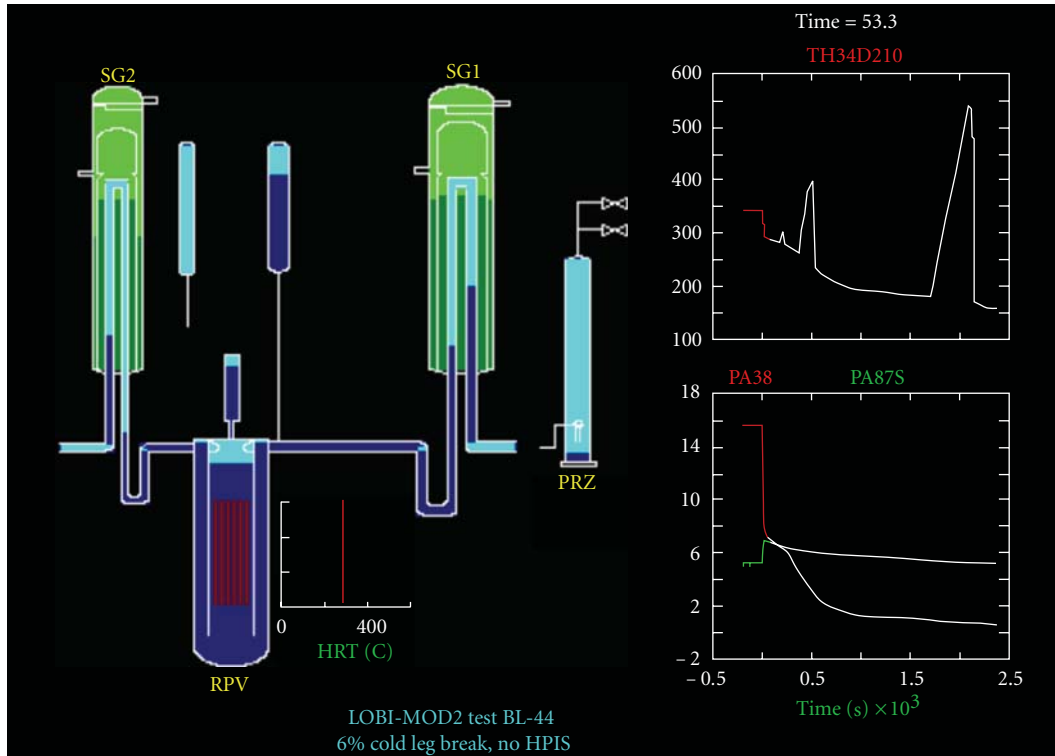 Time = 53.3
SG2
SG1
TH34D210
600
500
400
300
200
100
PA38 PA87S
18
16
10
6
2
– 2
– 0.5 0.5 1.5 2.5
Time (s) ×10³
PRZ
0 400
HRT (C)
RPV
LOBI-MOD2 test BL-44
6% cold leg break, no HPIS